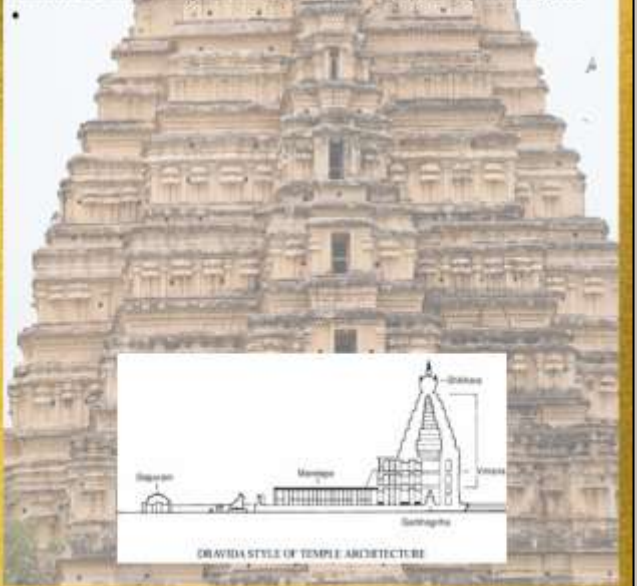 Shikhara
Gopuram
Mandapa
Vimana
Garbhagriha
DRAVIDA STYLE OF TEMPLE ARCHITECTURE